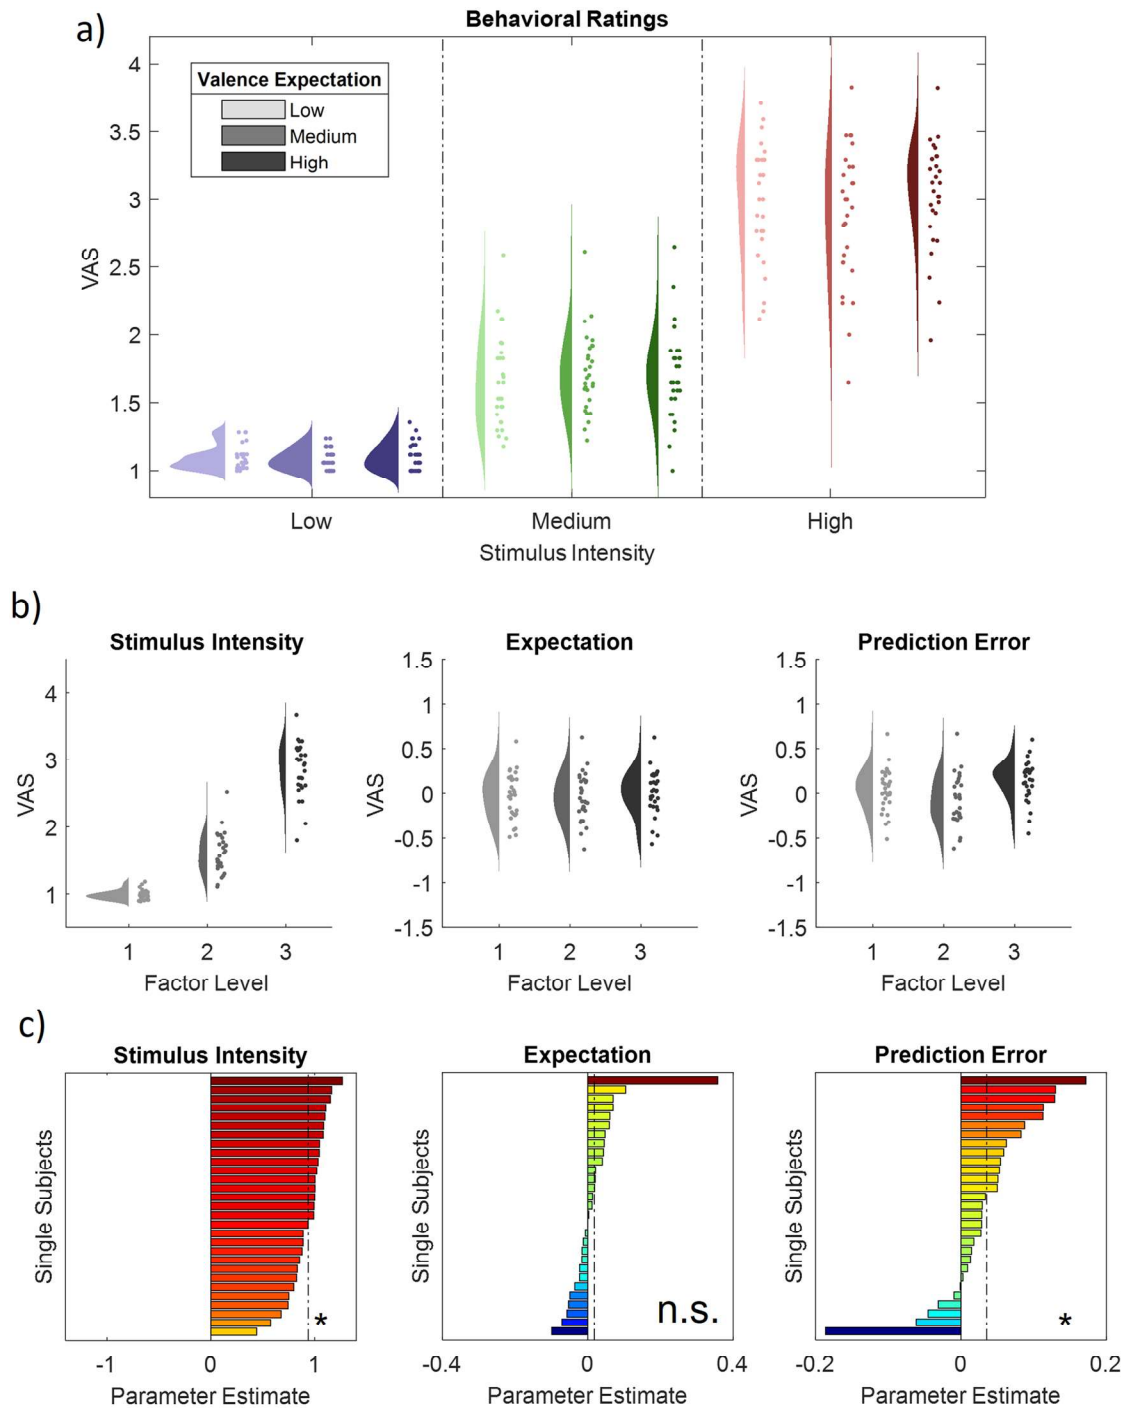 a)
Behavioral Ratings
Valence Expectation
Low
Medium
High
VAS
4
3.5
3
2.5
2
1.5
1
Low Medium High
Stimulus Intensity
b)
Stimulus Intensity Expectation Prediction Error
VAS
4
3
2
1
1 2 3
Factor Level
VAS
1.5
1
0.5
0
-0.5
-1
-1.5
1 2 3
Factor Level
VAS
1.5
1
0.5
0
-0.5
-1
-1.5
1 2 3
Factor Level
c)
Stimulus Intensity Expectation Prediction Error
Single Subjects
*
-1 0 1
Parameter Estimate
Single Subjects
n.s.
-0.4 0 0.4
Parameter Estimate
Single Subjects
*
-0.2 0 0.2
Parameter Estimate